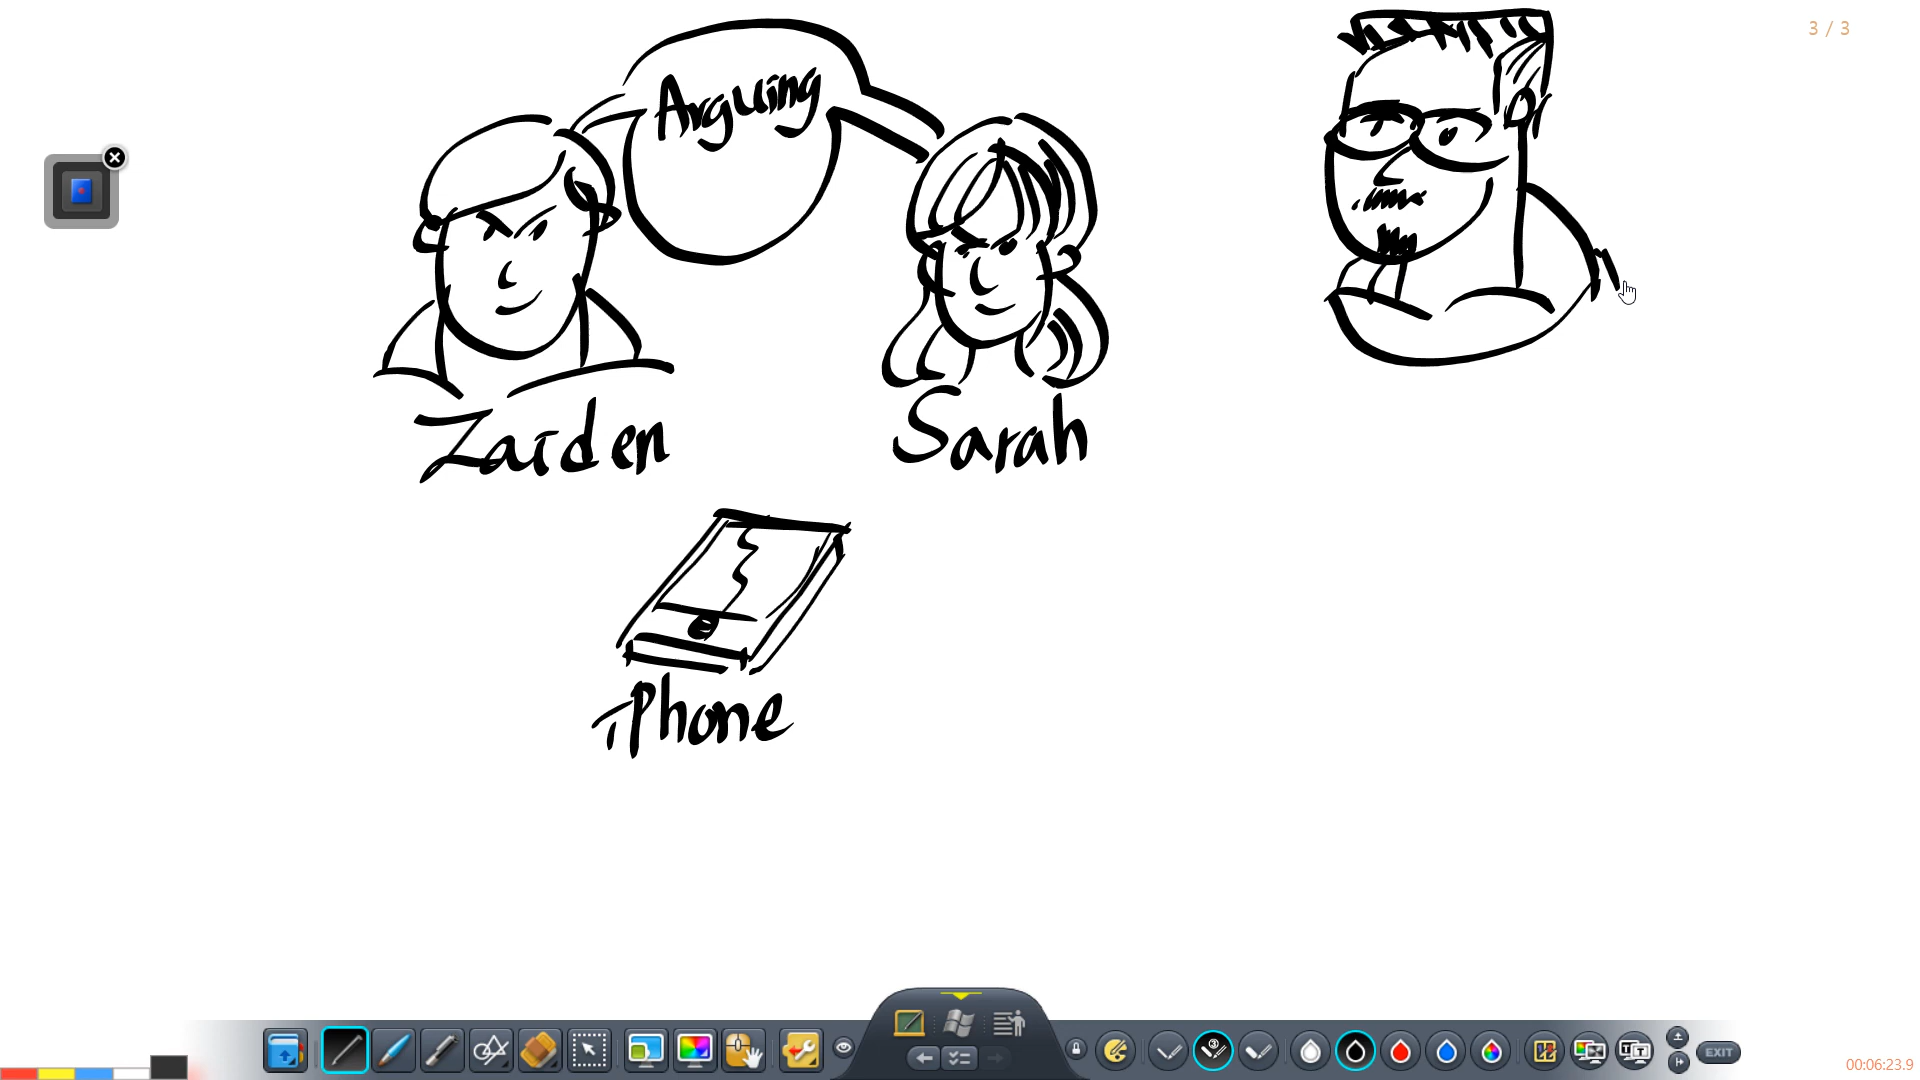 3 / 3
Arguing
Zaiden
Sarah
iPhone
EXIT
00:06:23.9